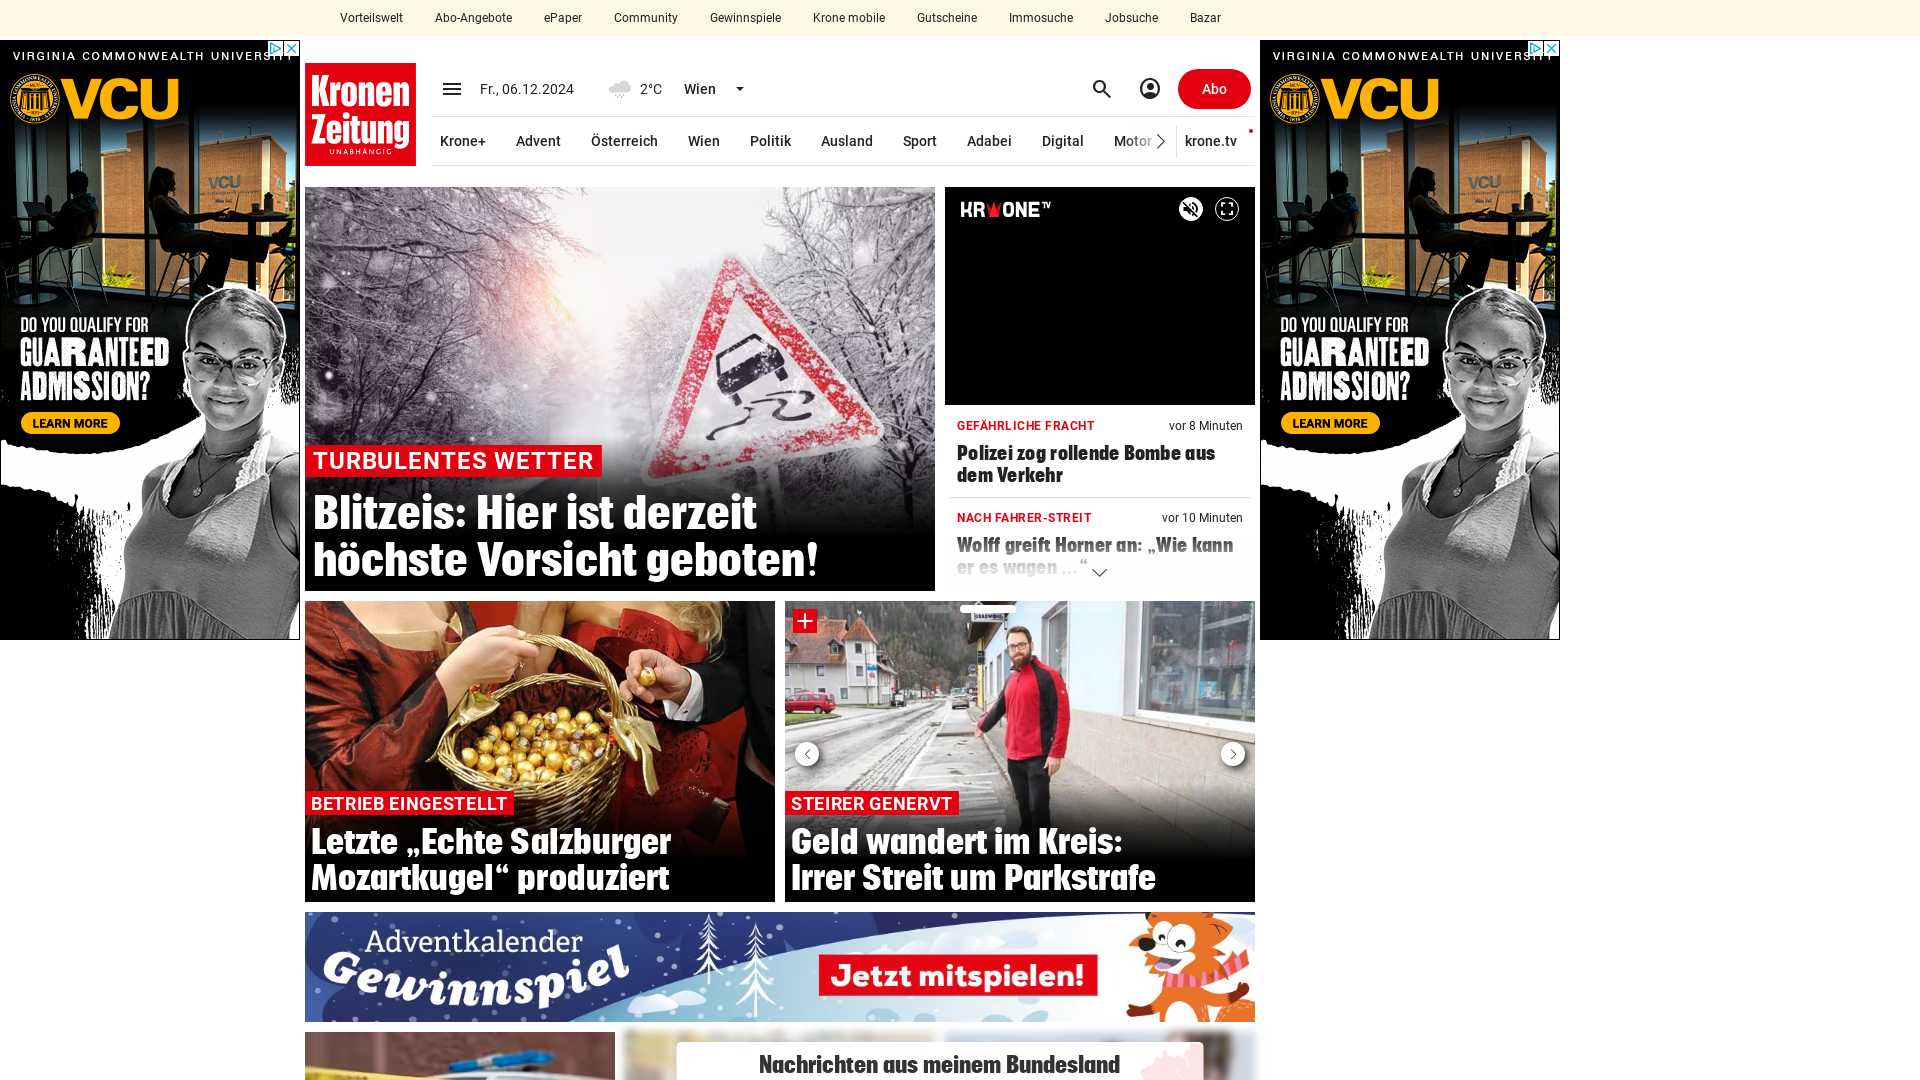 Vorteilswelt
Abo-Angebote
ePaper
Community
Gewinnspiele
Krone mobile
Gutscheine
Immosuche
Jobsuche
Bazar
VIRGINIA COMMONWEALTH UNIVERSITY
VCU
VCU
DO YOU QUALIFY FOR
GUARANTEED
ADMISSION?
LEARN MORE
Kronen
Zeitung
UNABHÄNGIG
Fr., 06.12.2024
2°C
Wien
Abo
Krone+
Advent
Österreich
Wien
Politik
Ausland
Sport
Adabei
Digital
Motor
krone.tv
TURBULENTES WETTER
Blitzeis: Hier ist derzeit
höchste Vorsicht geboten!
KRONE TV
GEFÄHRLICHE FRACHT
vor 8 Minuten
Polizei zog rollende Bombe aus
dem Verkehr
NACH FAHRER-STREIT
vor 10 Minuten
Wolff greift Horner an: „Wie kann
er es wagen ...“
BETRIEB EINGESTELLT
Letzte „Echte Salzburger
Mozartkugel“ produziert
STEIRER GENERVT
Geld wandert im Kreis:
Irrer Streit um Parkstrafe
Adventkalender
Gewinnspiel
Jetzt mitspielen!
Nachrichten aus meinem Bundesland
VIRGINIA COMMONWEALTH UNIVERSITY
VCU
VCU
DO YOU QUALIFY FOR
GUARANTEED
ADMISSION?
LEARN MORE